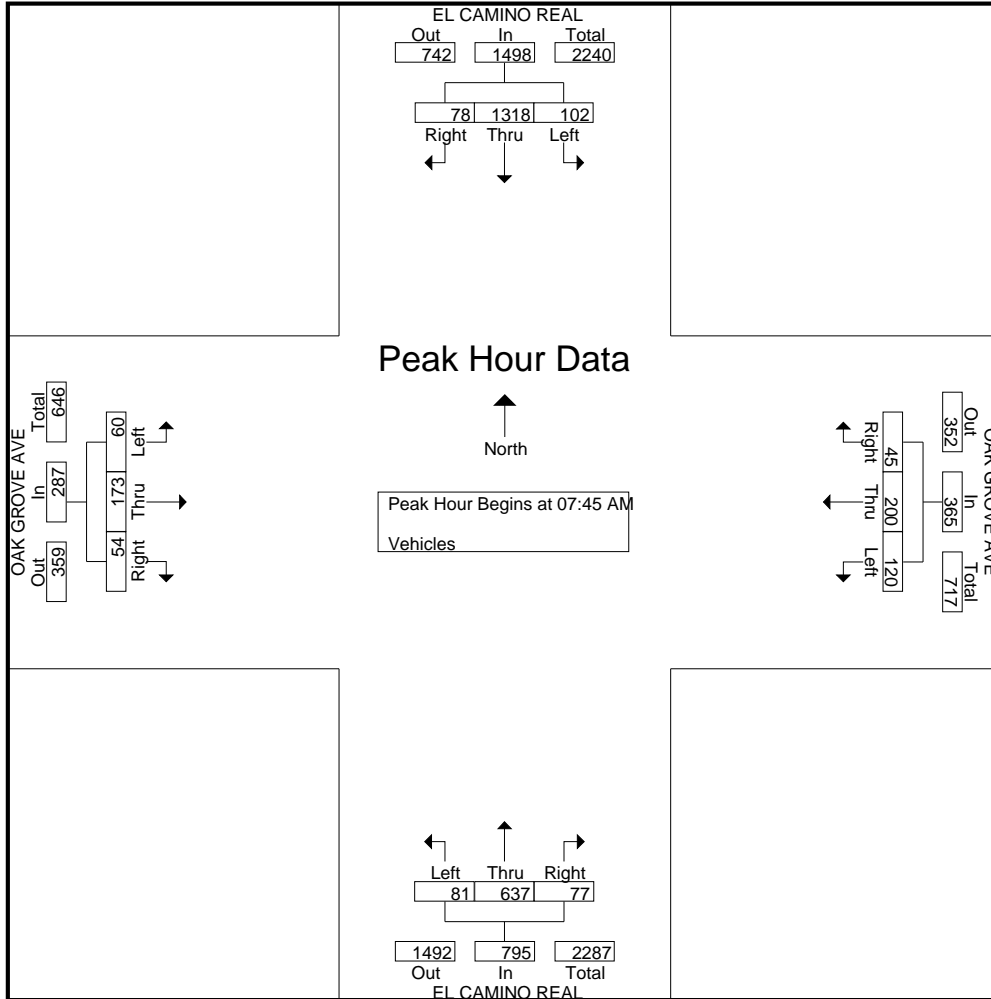 EL CAMINO REAL
Out In Total
742 1498 2240
78 1318 102
Right Thru Left
Peak Hour Data
North
Peak Hour Begins at 07:45 AM
Vehicles
OAK GROVE AVE
Out In Total
359 287 646
60 173 54
Left Thru Right
OAK GROVE AVE
Out In Total
352 365 717
45 200 120
Right Thru Left
Left Thru Right
81 637 77
1492 795 2287
Out In Total
EL CAMINO REAL